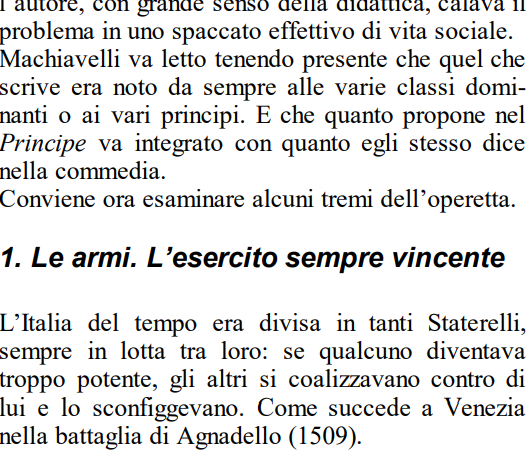 l'autore, con grande senso della didattica, calava il
problema in uno spaccato effettivo di vita sociale.
Machiavelli va letto tenendo presente che quel che
scrive era noto da sempre alle varie classi domi-
nanti o ai vari principi. E che quanto propone nel
Principe va integrato con quanto egli stesso dice
nella commedia.
Conviene ora esaminare alcuni tremi dell’operetta.
1. Le armi. L’esercito sempre vincente
L’Italia del tempo era divisa in tanti Staterelli,
sempre in lotta tra loro: se qualcuno diventava
troppo potente, gli altri si coalizzavano contro di
lui e lo sconfiggevano. Come succede a Venezia
nella battaglia di Agnadello (1509).